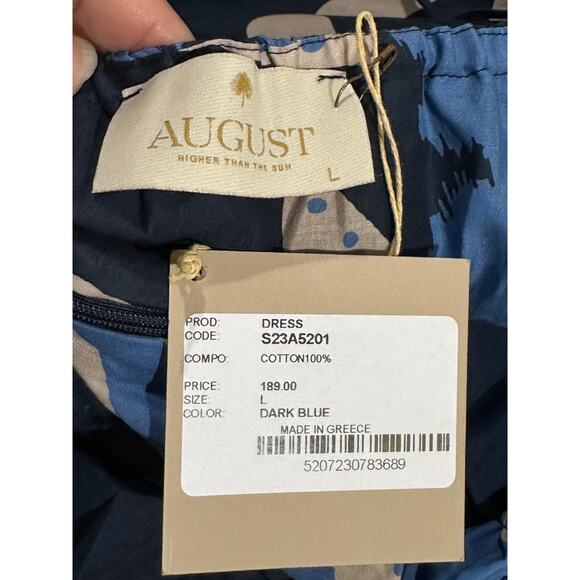 AUGUST
HIGHER THAN THE SUN
L
PROD: DRESS
CODE: S23A5201
COMPO: COTTON100%
PRICE: 189.00
SIZE: L
COLOR: DARK BLUE
MADE IN GREECE
5207230783689